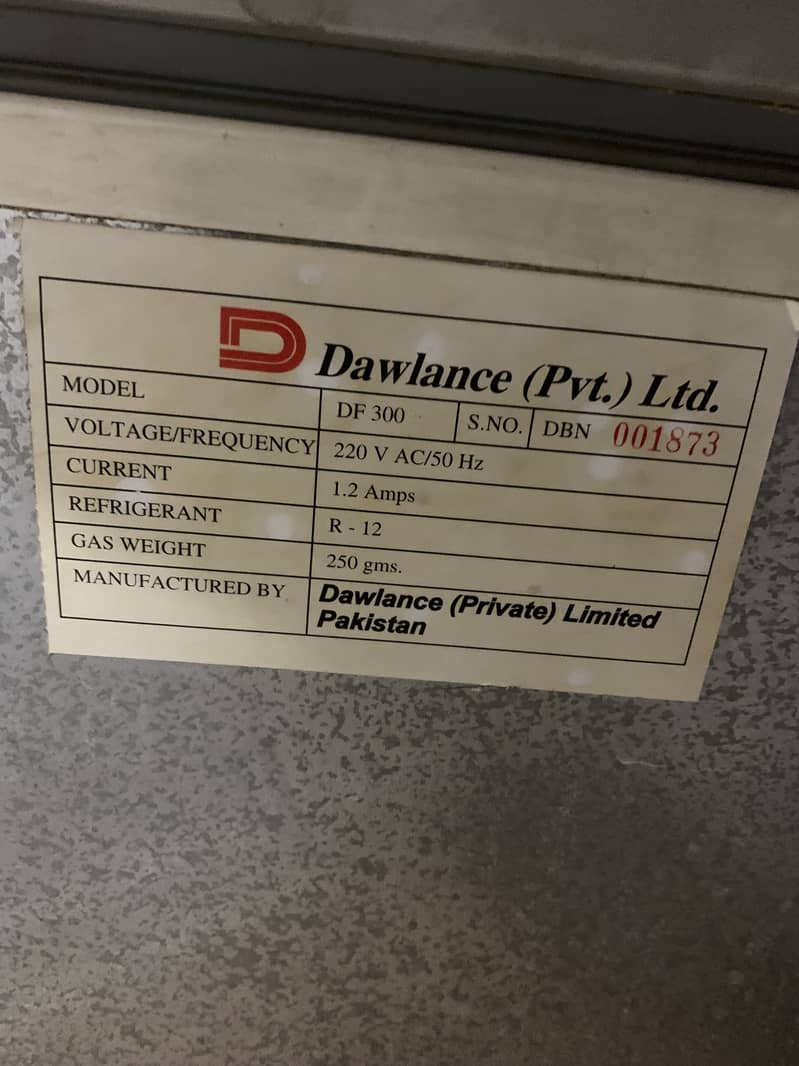 Dawlance (Pvt.) Ltd.
MODEL DF 300 S.NO. DBN 001873
VOLTAGE/FREQUENCY 220 V AC/50 Hz
CURRENT 1.2 Amps
REFRIGERANT R - 12
GAS WEIGHT 250 gms.
MANUFACTURED BY Dawlance (Private) Limited
Pakistan